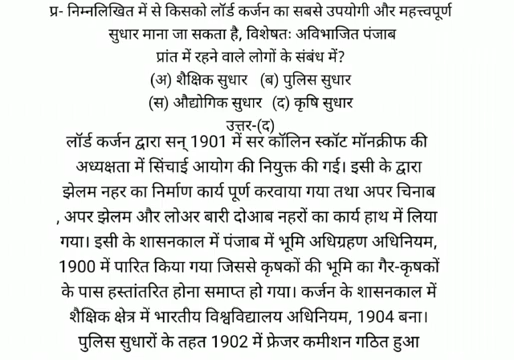 प्र- निम्नलिखित में से किसको लॉर्ड कर्जन का सबसे उपयोगी और महत्त्वपूर्ण
सुधार माना जा सकता है, विशेषतः अविभाजित पंजाब
प्रांत में रहने वाले लोगों के संबंध में?
(अ) शैक्षिक सुधार (ब) पुलिस सुधार
(स) औद्योगिक सुधार (द) कृषि सुधार
उत्तर-(द)
लॉर्ड कर्जन द्वारा सन् 1901 में सर कॉलिन स्कॉट मॉनक्रीफ की
अध्यक्षता में सिंचाई आयोग की नियुक्त की गई। इसी के द्वारा
झेलम नहर का निर्माण कार्य पूर्ण करवाया गया तथा अपर चिनाब
, अपर झेलम और लोअर बारी दोआब नहरों का कार्य हाथ में लिया
गया। इसी के शासनकाल में पंजाब में भूमि अधिग्रहण अधिनियम,
1900 में पारित किया गया जिससे कृषकों की भूमि का गैर-कृषकों
के पास हस्तांतरित होना समाप्त हो गया। कर्जन के शासनकाल में
शैक्षिक क्षेत्र में भारतीय विश्वविद्यालय अधिनियम, 1904 बना।
पुलिस सुधारों के तहत 1902 में फ्रेजर कमीशन गठित हुआ